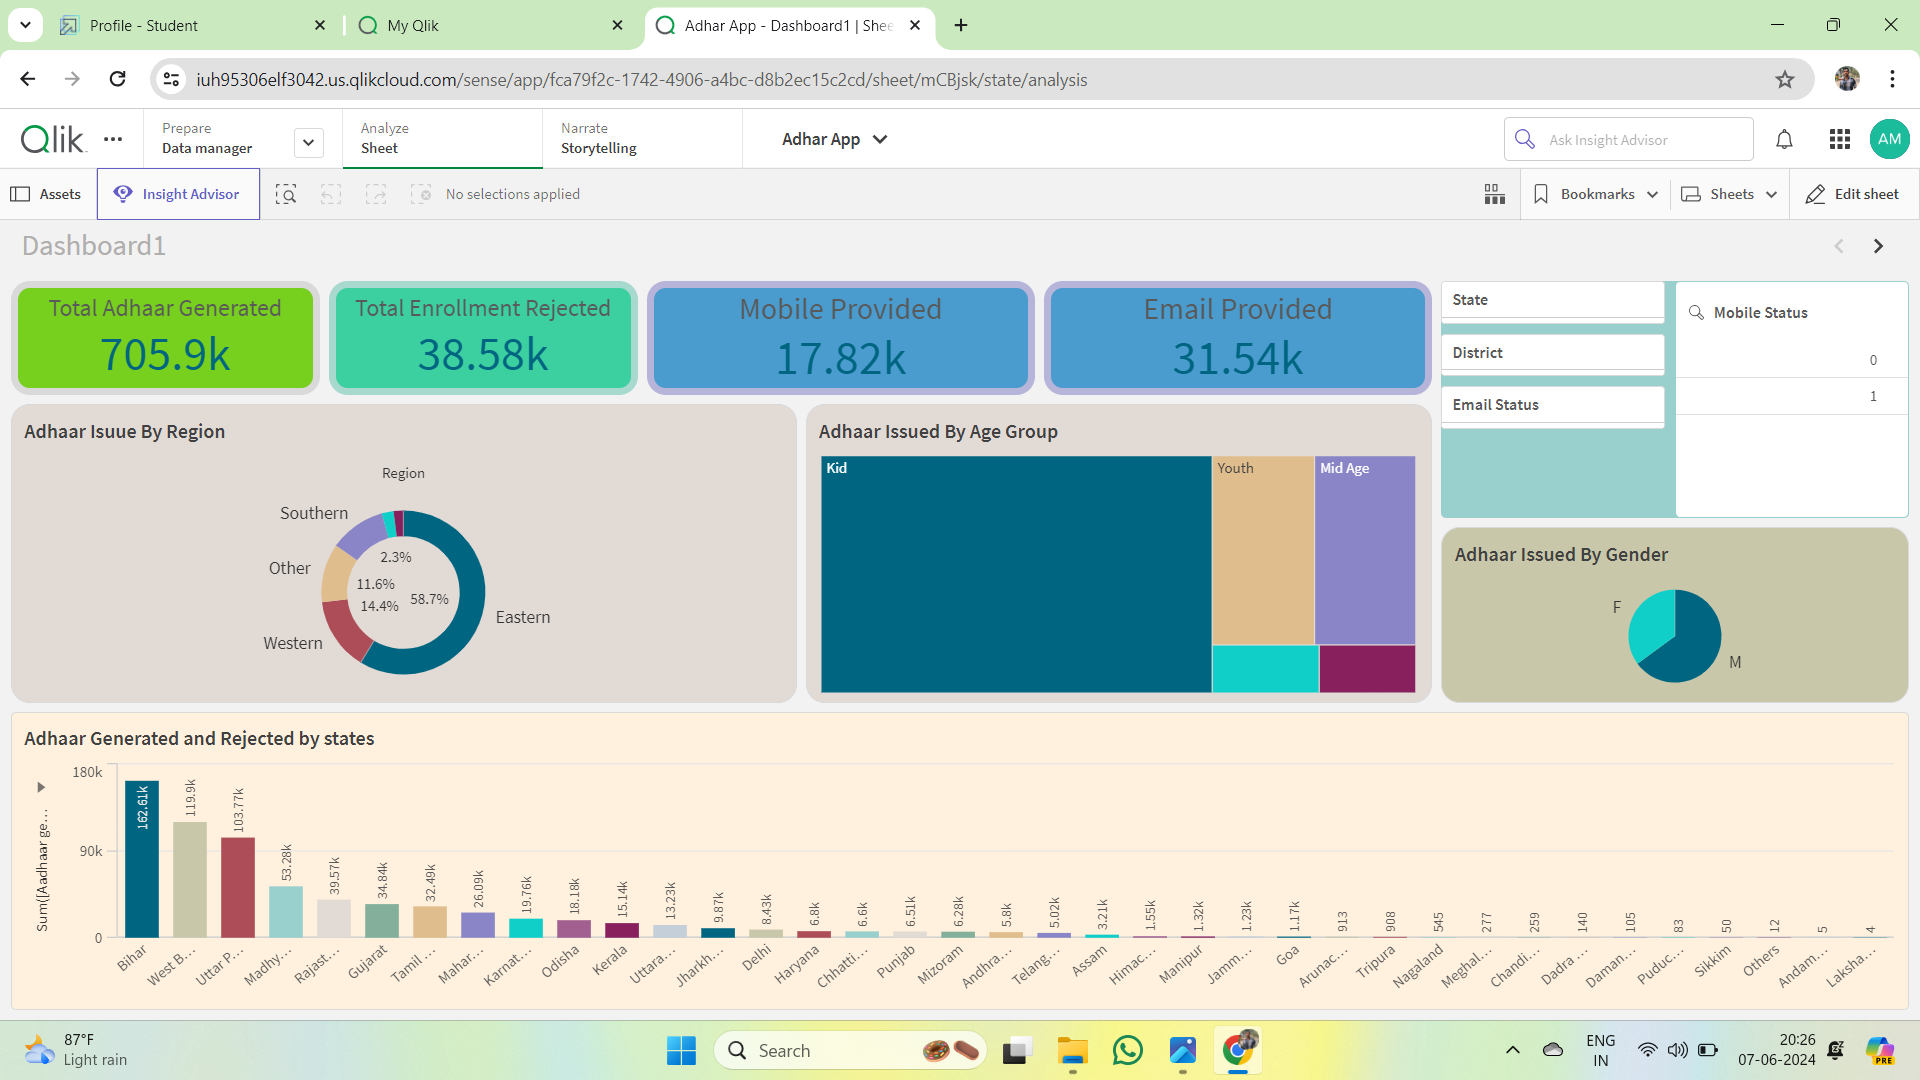 Profile - Student
My Qlik
Adhar App - Dashboard1 | Shee
iuh95306elf3042.us.qlikcloud.com/sense/app/fca79f2c-1742-4906-a4bc-d8b2ec15c2cd/sheet/mCBjsk/state/analysis
Qlik
Prepare
Data manager
Analyze
Sheet
Narrate
Storytelling
Adhar App
Ask Insight Advisor
AM
Assets
Insight Advisor
No selections applied
Bookmarks
Sheets
Edit sheet
Dashboard1
Total Adhaar Generated
705.9k
Total Enrollment Rejected
38.58k
Mobile Provided
17.82k
Email Provided
31.54k
State
District
Email Status
Mobile Status
0
1
Adhaar Isuue By Region
Region
Southern
Other
Western
Eastern
2.3%
11.6%
14.4%
58.7%
Adhaar Issued By Age Group
Kid
Youth
Mid Age
Adhaar Issued By Gender
F
M
Adhaar Generated and Rejected by states
Sum([Aadhaar ge...
180k
90k
0
162.61k
119.9k
103.77k
53.28k
39.57k
34.84k
32.49k
26.09k
19.76k
18.18k
15.14k
13.23k
9.87k
8.43k
6.8k
6.6k
6.51k
6.28k
5.8k
5.02k
3.21k
1.55k
1.32k
1.23k
1.17k
913
908
545
277
259
140
105
83
50
12
5
4
Bihar
West B...
Uttar P...
Madhy...
Rajast...
Gujarat
Tamil ...
Mahar...
Karnat...
Odisha
Kerala
Uttara...
Jharkh...
Delhi
Haryana
Chhatti...
Punjab
Mizoram
Andhra...
Telang...
Assam
Himac...
Manipur
Jamm...
Goa
Arunac...
Tripura
Nagaland
Meghal...
Chandi...
Dadra ...
Daman...
Puduc...
Sikkim
Others
Andam...
Laksha...
87°F
Light rain
Search
ENG
IN
20:26
07-06-2024
PRE